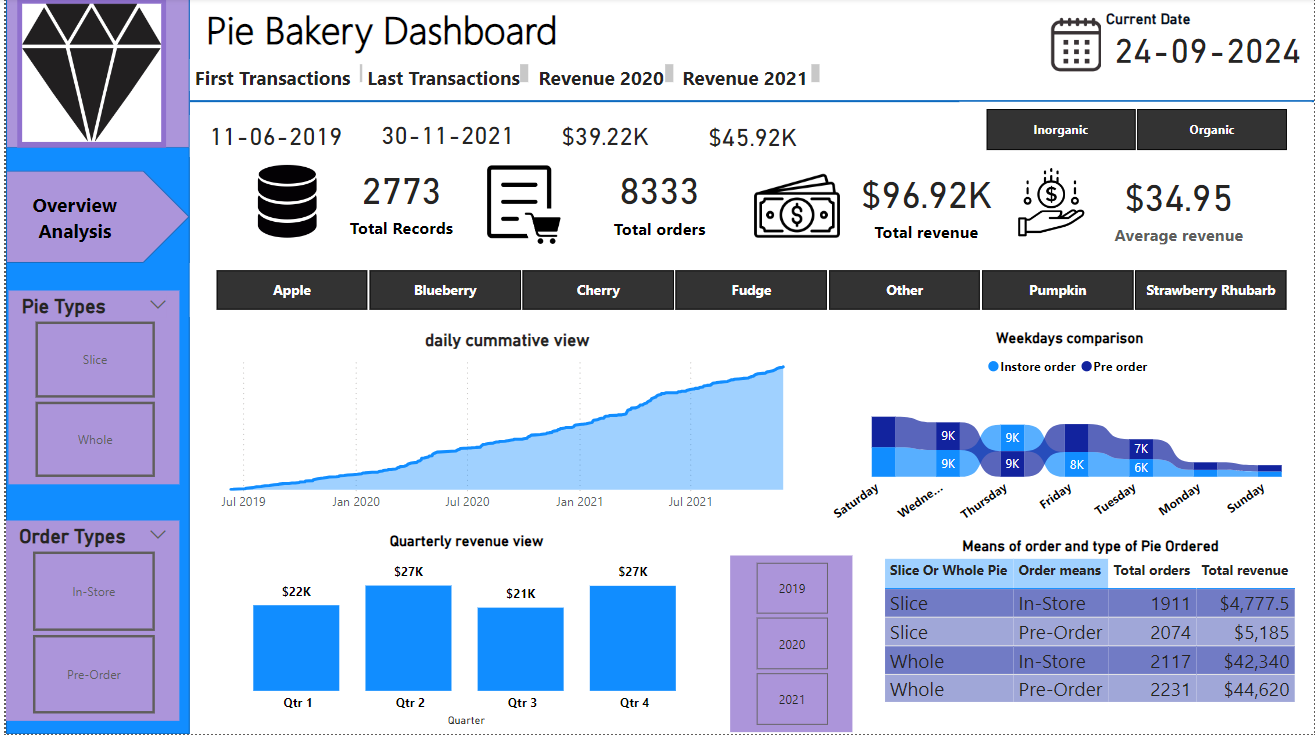 Pie Bakery Dashboard
Current Date
24-09-2024
First Transactions
Last Transactions
Revenue 2020
Revenue 2021
11-06-2019
30-11-2021
$39.22K
$45.92K
Inorganic
Organic
2773
Total Records
8333
Total orders
$96.92K
Total revenue
$34.95
Average revenue
Overview
Analysis
Pie Types
Slice
Whole
Order Types
In-Store
Pre-Order
Apple
Blueberry
Cherry
Fudge
Other
Pumpkin
Strawberry Rhubarb
daily cummative view
Jul 2019
Jan 2020
Jul 2020
Jan 2021
Jul 2021
Weekdays comparison
Instore order
Pre order
9K
9K
9K
9K
8K
7K
6K
Saturday
Wedne...
Thursday
Friday
Tuesday
Monday
Sunday
Quarterly revenue view
$22K
$27K
$21K
$27K
Qtr 1
Qtr 2
Qtr 3
Qtr 4
Quarter
2019
2020
2021
Means of order and type of Pie Ordered
Slice Or Whole Pie Order means Total orders Total revenue
Slice In-Store 1911 $4,777.5
Slice Pre-Order 2074 $5,185
Whole In-Store 2117 $42,340
Whole Pre-Order 2231 $44,620